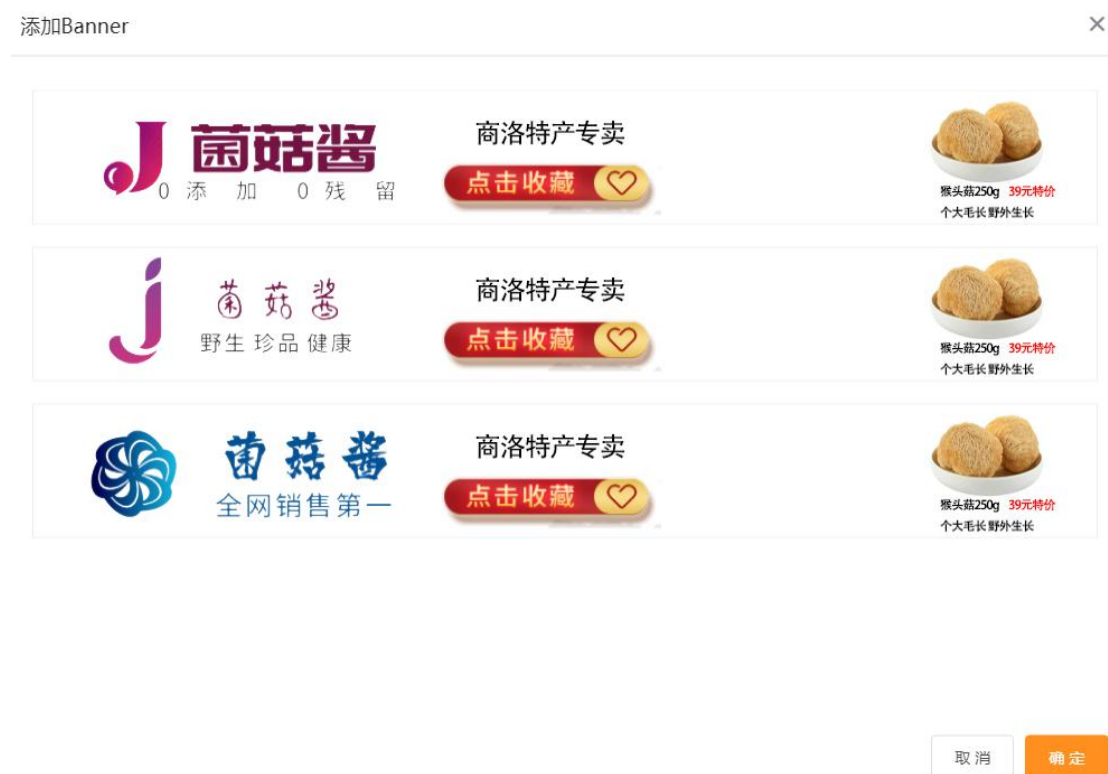 添加Banner
菌菇酱
0添加 0残留
商洛特产专卖
点击收藏
猴头菇250g 39元特价
个大毛长野外生长
菌菇酱
野生珍品健康
商洛特产专卖
点击收藏
猴头菇250g 39元特价
个大毛长野外生长
菌菇酱
全网销售第一
商洛特产专卖
点击收藏
猴头菇250g 39元特价
个大毛长野外生长
取消 确定